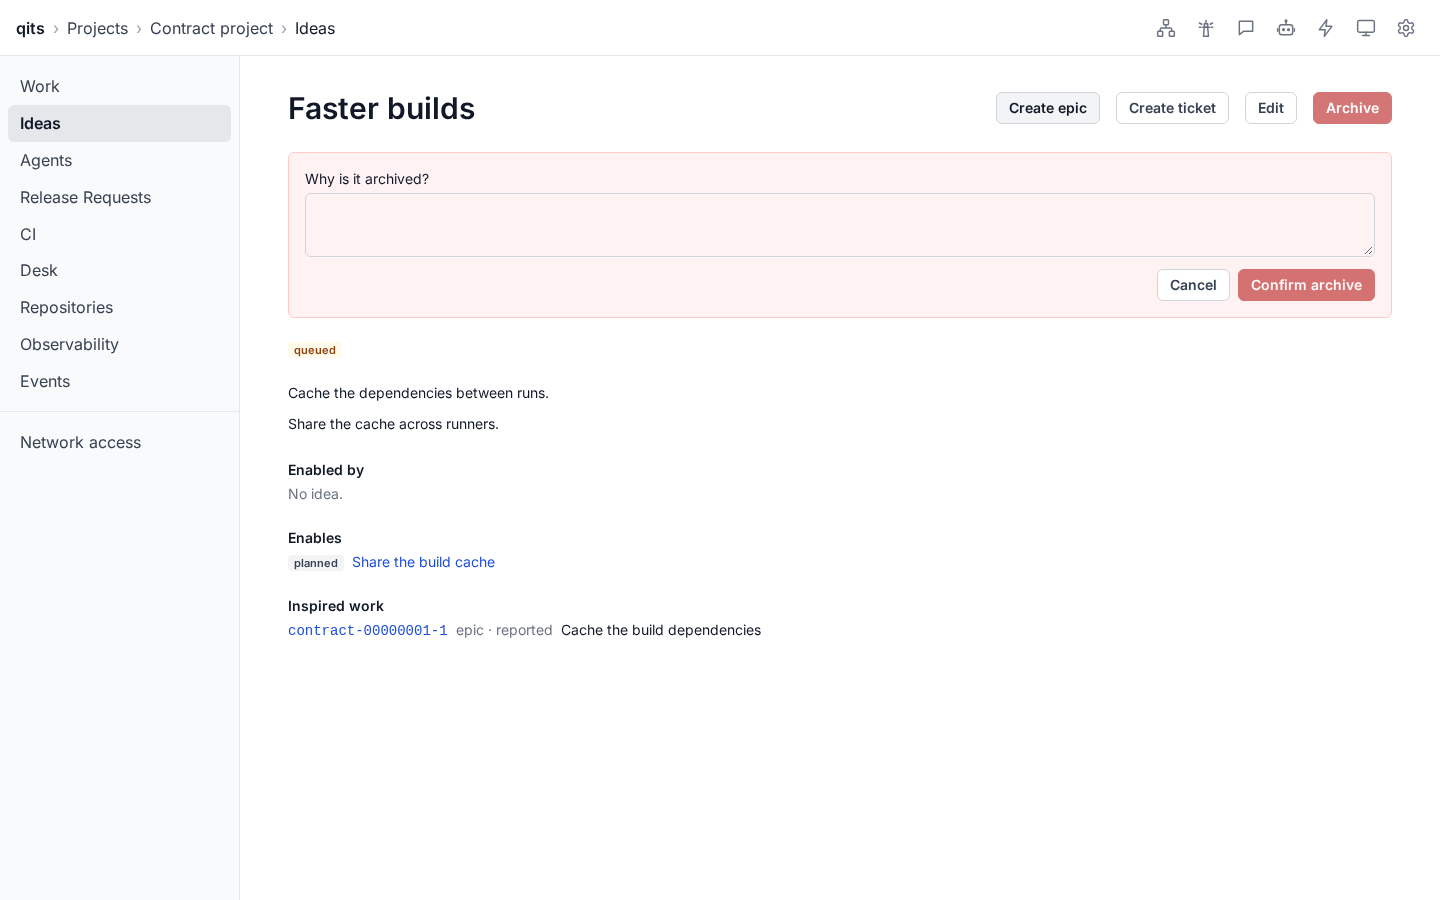 qits › Projects › Contract project › Ideas
Work
Ideas
Agents
Release Requests
CI
Desk
Repositories
Observability
Events
Network access
Faster builds
Create epic
Create ticket
Edit
Archive
Why is it archived?
Cancel
Confirm archive
queued
Cache the dependencies between runs.
Share the cache across runners.
Enabled by
No idea.
Enables
planned Share the build cache
Inspired work
contract-00000001-1 epic · reported Cache the build dependencies